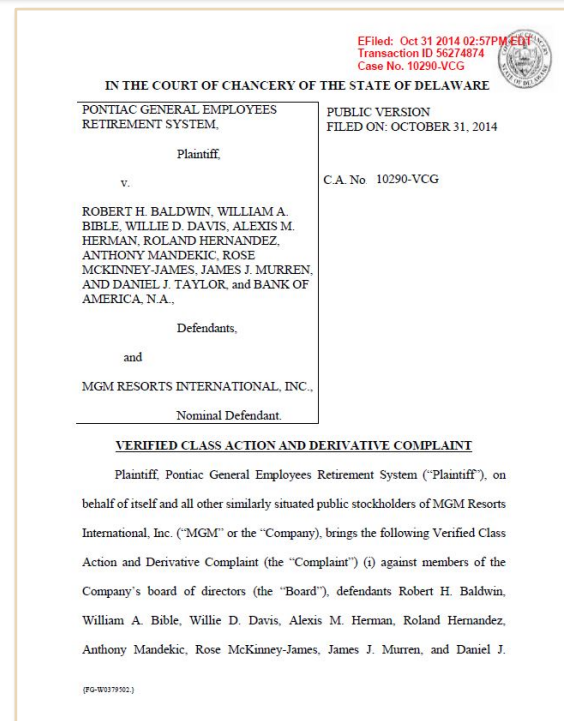 EFiled: Oct 31 2014 02:57PM EDT
Transaction ID 56274874
Case No. 10290-VCG
IN THE COURT OF CHANCERY OF THE STATE OF DELAWARE
PONTIAC GENERAL EMPLOYEES
RETIREMENT SYSTEM,
Plaintiff,
v.
ROBERT H. BALDWIN, WILLIAM A.
BIBLE, WILLIE D. DAVIS, ALEXIS M.
HERMAN, ROLAND HERNANDEZ,
ANTHONY MANDEKIC, ROSE
MCKINNEY-JAMES, JAMES J. MURREN,
AND DANIEL J. TAYLOR, and BANK OF
AMERICA, N.A.,
Defendants,
and
MGM RESORTS INTERNATIONAL, INC.,
Nominal Defendant.
PUBLIC VERSION
FILED ON: OCTOBER 31, 2014
C.A. No. 10290-VCG
VERIFIED CLASS ACTION AND DERIVATIVE COMPLAINT
Plaintiff, Pontiac General Employees Retirement System (“Plaintiff”), on
behalf of itself and all other similarly situated public stockholders of MGM Resorts
International, Inc. (“MGM” or the “Company), brings the following Verified Class
Action and Derivative Complaint (the “Complaint”) (i) against members of the
Company’s board of directors (the “Board”), defendants Robert H. Baldwin,
William A. Bible, Willie D. Davis, Alexis M. Herman, Roland Hernandez,
Anthony Mandekic, Rose McKinney-James, James J. Murren, and Daniel J.
{FG-W0379502.}